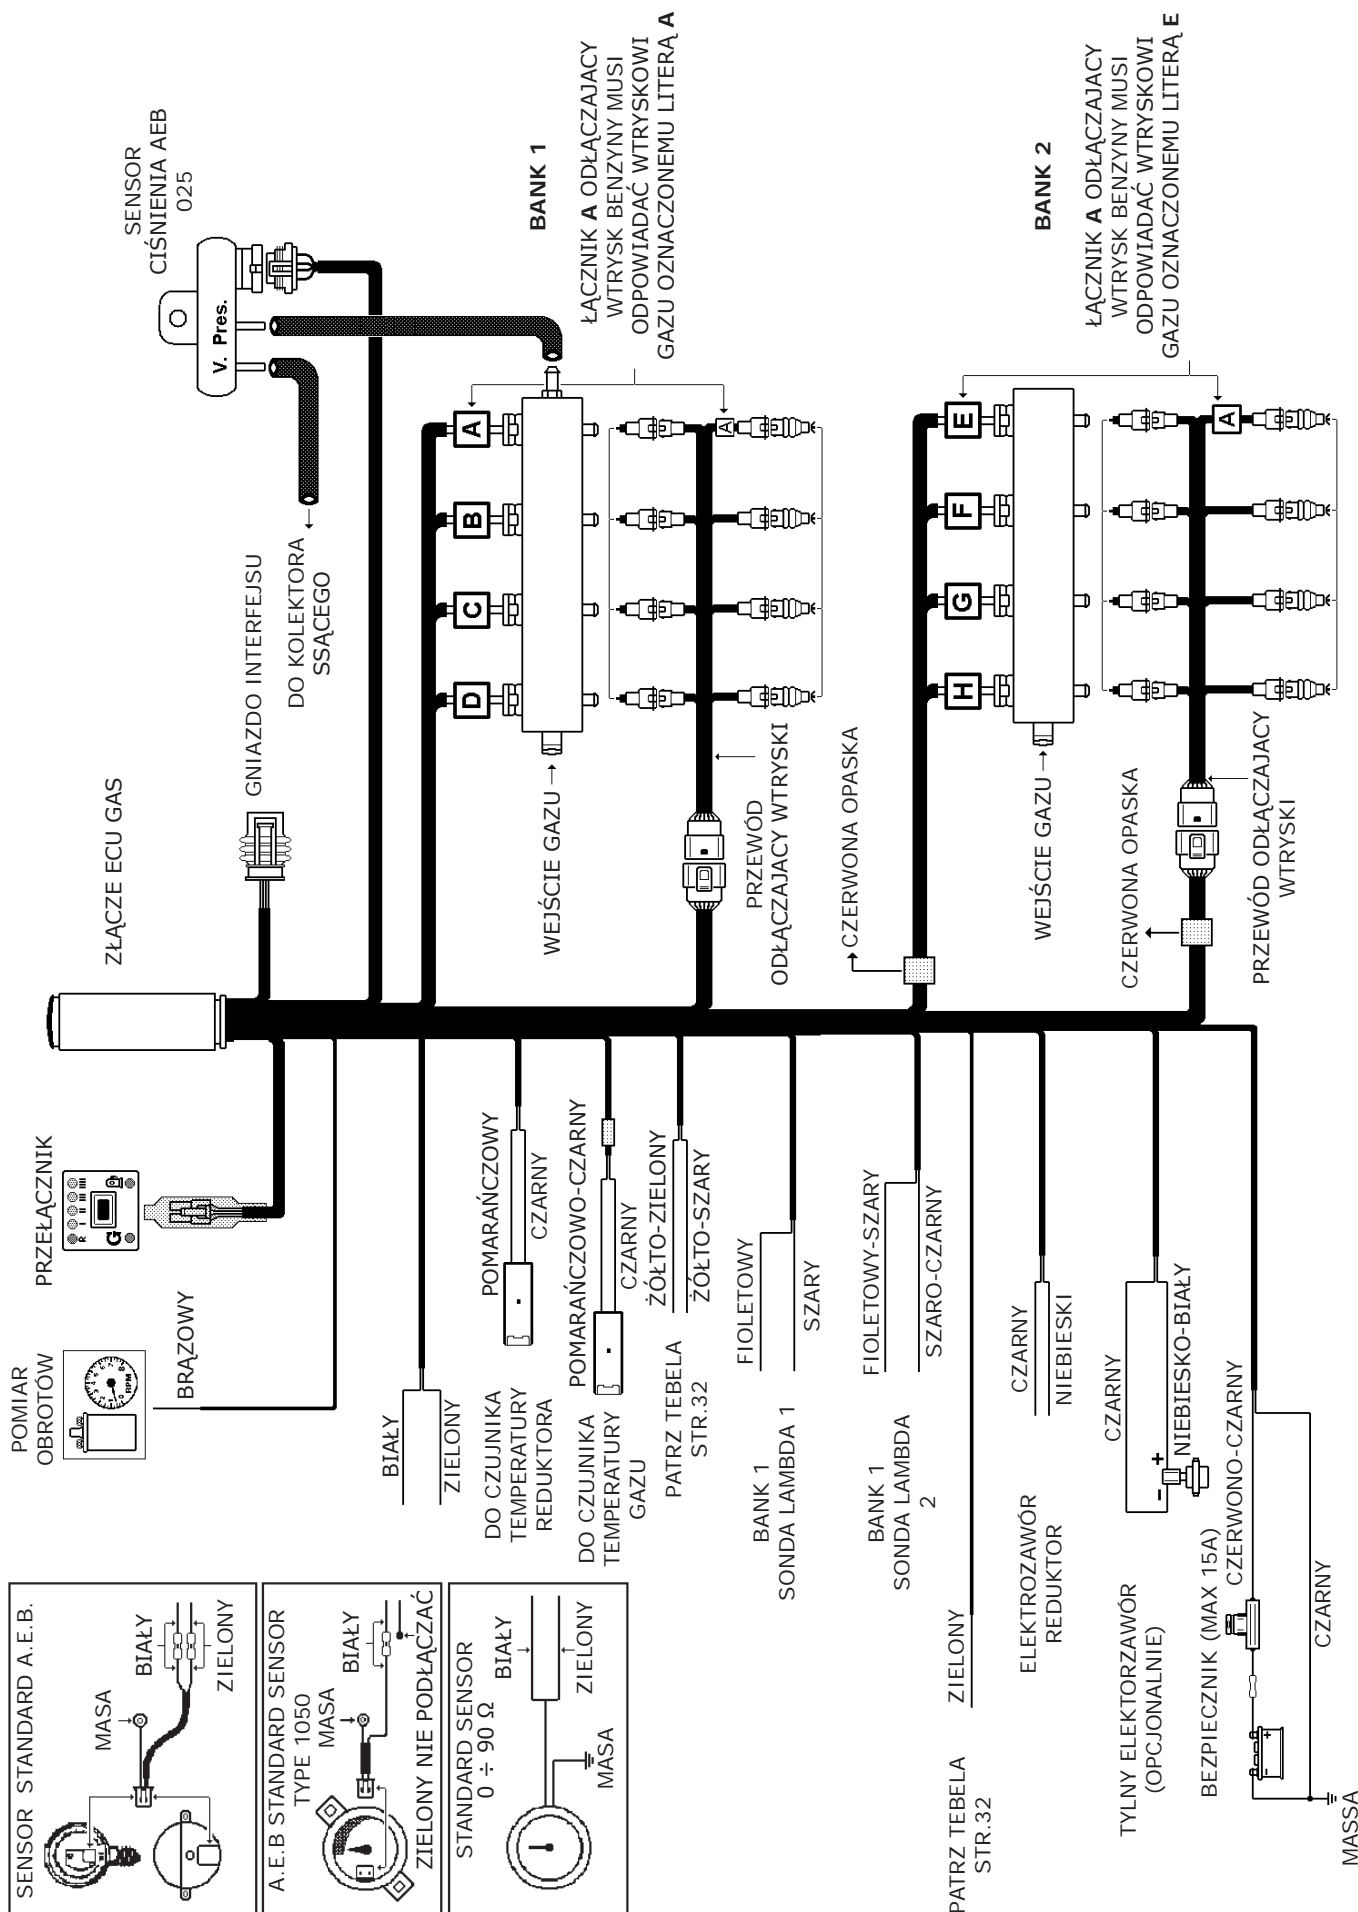 SENSOR STANDARD A.E.B.
MASA
BIAŁY
ZIELONY
A.E.B STANDARD SENSOR
TYPE 1050
MASA
BIAŁY
ZIELONY NIE PODŁĄCZAĆ
STANDARD SENSOR
0 ÷ 90 Ω
BIAŁY
ZIELONY
MASA
POMIAR
OBROTÓW
RPM
BRĄZOWY
PRZEŁĄCZNIK
R I II III IIII
G
ZŁĄCZE ECU GAS
GNIAZDO INTERFEJSU
SENSOR
CIŚNIENIA AEB
025
V. Pres.
DO KOLEKTORA
SSĄCEGO
BIAŁY
ZIELONY
DO CZUJNIKA
TEMPERATURY
REDUKTORA
POMARAŃCZOWY
CZARNY
DO CZUJNIKA
TEMPERATURY
GAZU
POMARAŃCZOWO-CZARNY
CZARNY
PATRZ TEBELA
STR.32
ŻÓŁTO-ZIELONY
ŻÓŁTO-SZARY
BANK 1
SONDA LAMBDA 1
FIOLETOWY
SZARY
BANK 1
SONDA LAMBDA
2
FIOLETOWY-SZARY
SZARO-CZARNY
PATRZ TEBELA
STR.32
ZIELONY
ELEKTROZAWÓR
REDUKTOR
CZARNY
NIEBIESKI
TYLNY ELEKTORZAWÓR
(OPCJONALNIE)
CZARNY
NIEBIESKO-BIAŁY
- +
BEZPIECZNIK (MAX 15A)
CZERWONO-CZARNY
CZARNY
- +
MASSA
BANK 1
ŁĄCZNIK A ODŁĄCZAJACY
WTRYSK BENZYNY MUSI
ODPOWIADAĆ WTRYSKOWI
GAZU OZNACZONEMU LITERĄ A
D C B A
WEJŚCIE GAZU
A
PRZEWÓD
ODŁĄCZAJACY WTRYSKI
CZERWONA OPASKA
BANK 2
ŁĄCZNIK A ODŁĄCZAJACY
WTRYSK BENZYNY MUSI
ODPOWIADAĆ WTRYSKOWI
GAZU OZNACZONEMU LITERĄ E
H G F E
WEJŚCIE GAZU
A
CZERWONA OPASKA
PRZEWÓD ODŁĄCZAJACY
WTRYSKI